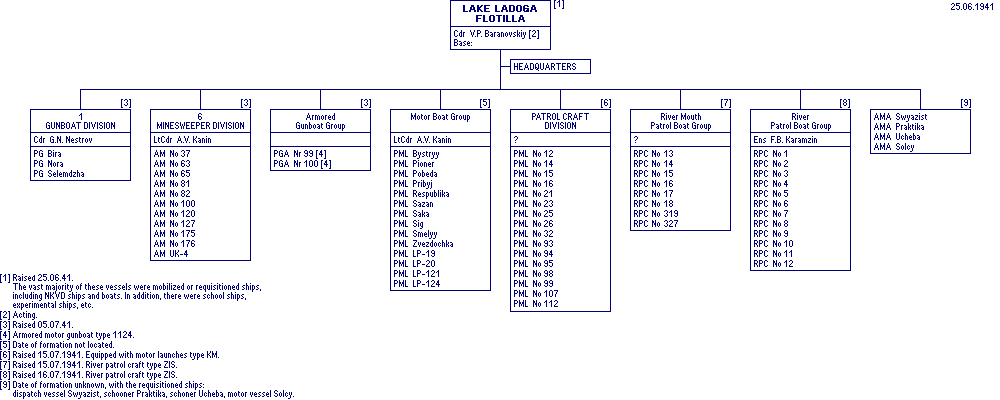 25.06.1941
LAKE LADOGA
FLOTILLA
[1]
Cdr V.P. Baranovskiy [2]
Base:
HEADQUARTERS
[3]
1
GUNBOAT DIVISION
Cdr G.N. Nestrov
PG Bira
PG Nora
PG Selemdzha
[3]
6
MINESWEEPER DIVISION
LtCdr A.V. Kanin
AM No 37
AM No 63
AM No 65
AM No 81
AM No 82
AM No 100
AM No 120
AM No 127
AM No 175
AM No 176
AM UK-4
[3]
Armored
Gunboat Group
PGA Nr 99 [4]
PGA Nr 100 [4]
[5]
Motor Boat Group
LtCdr A.V. Kanin
PML Bystryy
PML Pioner
PML Pobeda
PML Pribyj
PML Respublika
PML Sazan
PML Saka
PML Sig
PML Smelyy
PML Zvezdochka
PML LP-19
PML LP-20
PML LP-121
PML LP-124
[6]
PATROL CRAFT
DIVISION
?
PML No 12
PML No 14
PML No 15
PML No 16
PML No 21
PML No 23
PML No 25
PML No 26
PML No 32
PML No 93
PML No 94
PML No 95
PML No 98
PML No 99
PML No 107
PML No 112
[7]
River Mouth
Patrol Boat Group
?
RPC No 13
RPC No 14
RPC No 15
RPC No 16
RPC No 17
RPC No 18
RPC No 319
RPC No 327
[8]
River
Patrol Boat Group
Ens F.B. Karamzin
RPC No 1
RPC No 2
RPC No 3
RPC No 4
RPC No 5
RPC No 6
RPC No 7
RPC No 8
RPC No 9
RPC No 10
RPC No 11
RPC No 12
[9]
AMA Swyazist
AMA Praktika
AMA Ucheba
AMA Solcy
[1] Raised 25.06.41.
The vast majority of these vessels were mobilized or requisitioned ships,
including NKVD ships and boats. In addition, there were school ships,
experimental ships, etc.
[2] Acting.
[3] Raised 05.07.41.
[4] Armored motor gunboat type 1124.
[5] Date of formation not located.
[6] Raised 15.07.1941. Equipped with motor launches type KM.
[7] Raised 15.07.1941. River patrol craft type ZIS.
[8] Raised 16.07.1941. River patrol craft type ZIS.
[9] Date of formation unknown, with the requisitioned ships:
dispatch vessel Swyazist, schooner Praktika, schoner Ucheba, motor vessel Solcy.